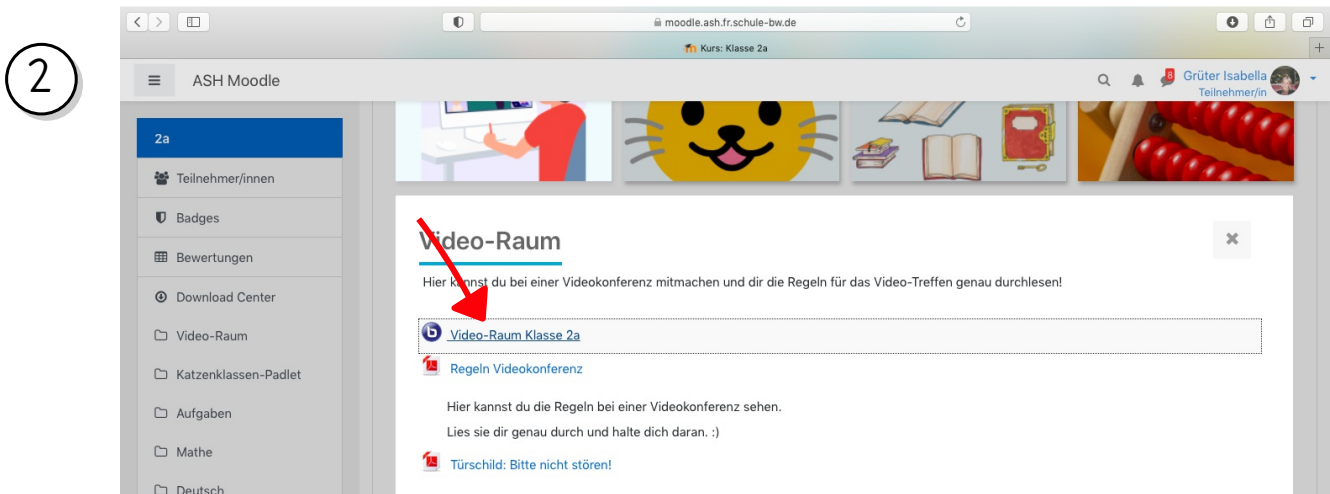 2
moodle.ash.fr.schule-bw.de
Kurs: Klasse 2a
ASH Moodle
8
Grüter Isabella
Teilnehmer/in
2a
Teilnehmer/innen
Badges
Bewertungen
Download Center
Video-Raum
Katzenklassen-Padlet
Aufgaben
Mathe
Deutsch
Video-Raum
Hier kannst du bei einer Videokonferenz mitmachen und dir die Regeln für das Video-Treffen genau durchlesen!
Video-Raum Klasse 2a
Regeln Videokonferenz
Hier kannst du die Regeln bei einer Videokonferenz sehen.
Lies sie dir genau durch und halte dich daran. :)
Türschild: Bitte nicht stören!